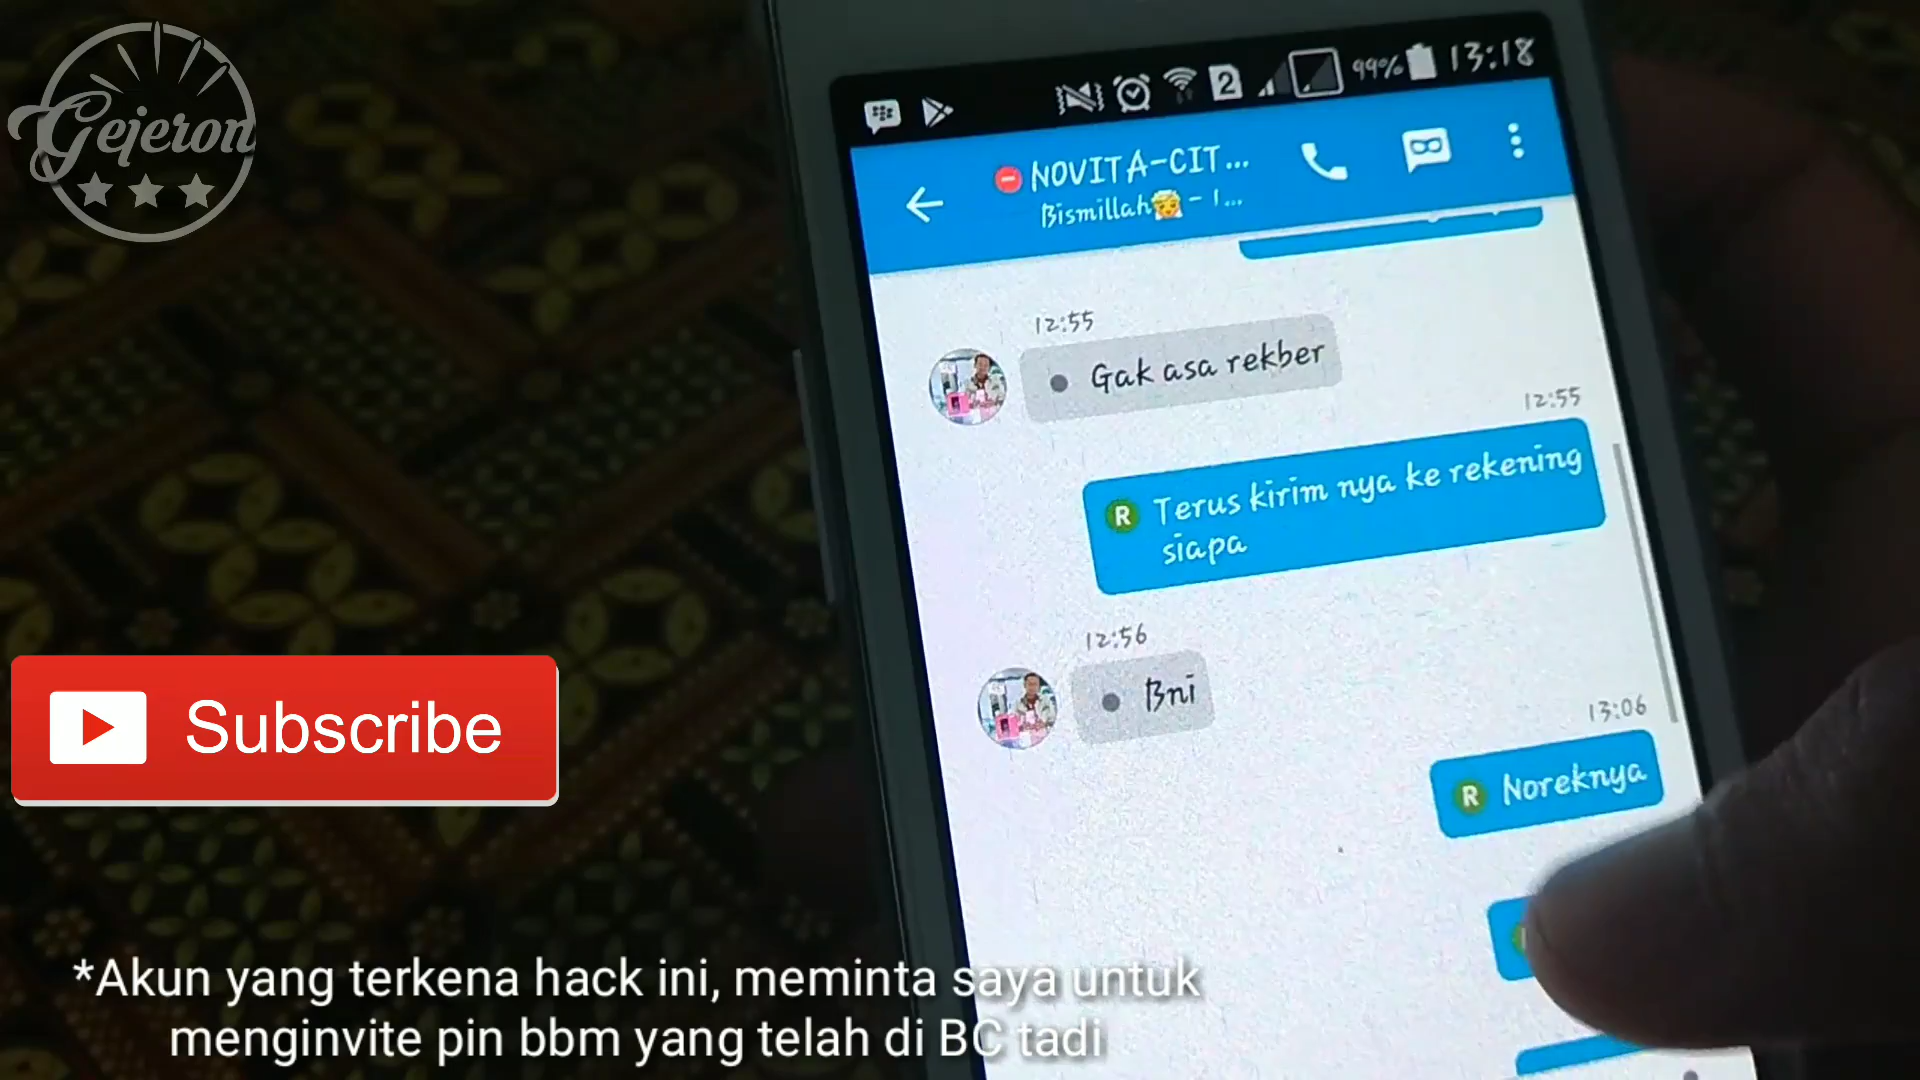 Gejeron
99% 13:18
2
NOVITA-CIT...
Bismillah - I...
12:55
Gak asa rekber
12:55
R Terus kirim nya ke rekening
siapa
12:56
Bni
13:06
R Noreknya
Subscribe
*Akun yang terkena hack ini, meminta saya untuk
menginvite pin bbm yang telah di BC tadi